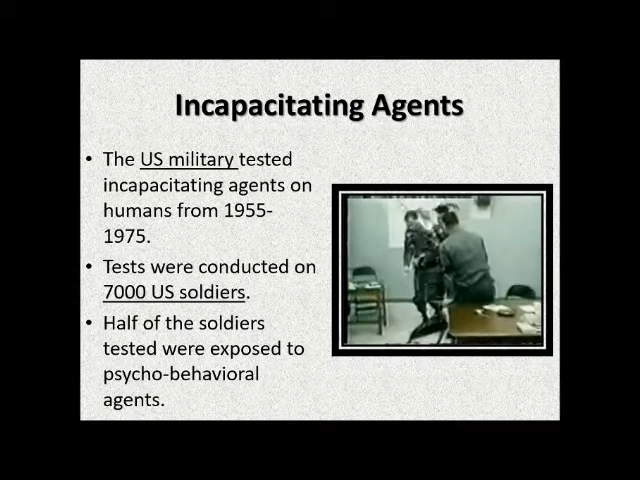 Incapacitating Agents
• The US military tested
incapacitating agents on
humans from 1955-
1975.
• Tests were conducted on
7000 US soldiers.
• Half of the soldiers
tested were exposed to
psycho-behavioral
agents.